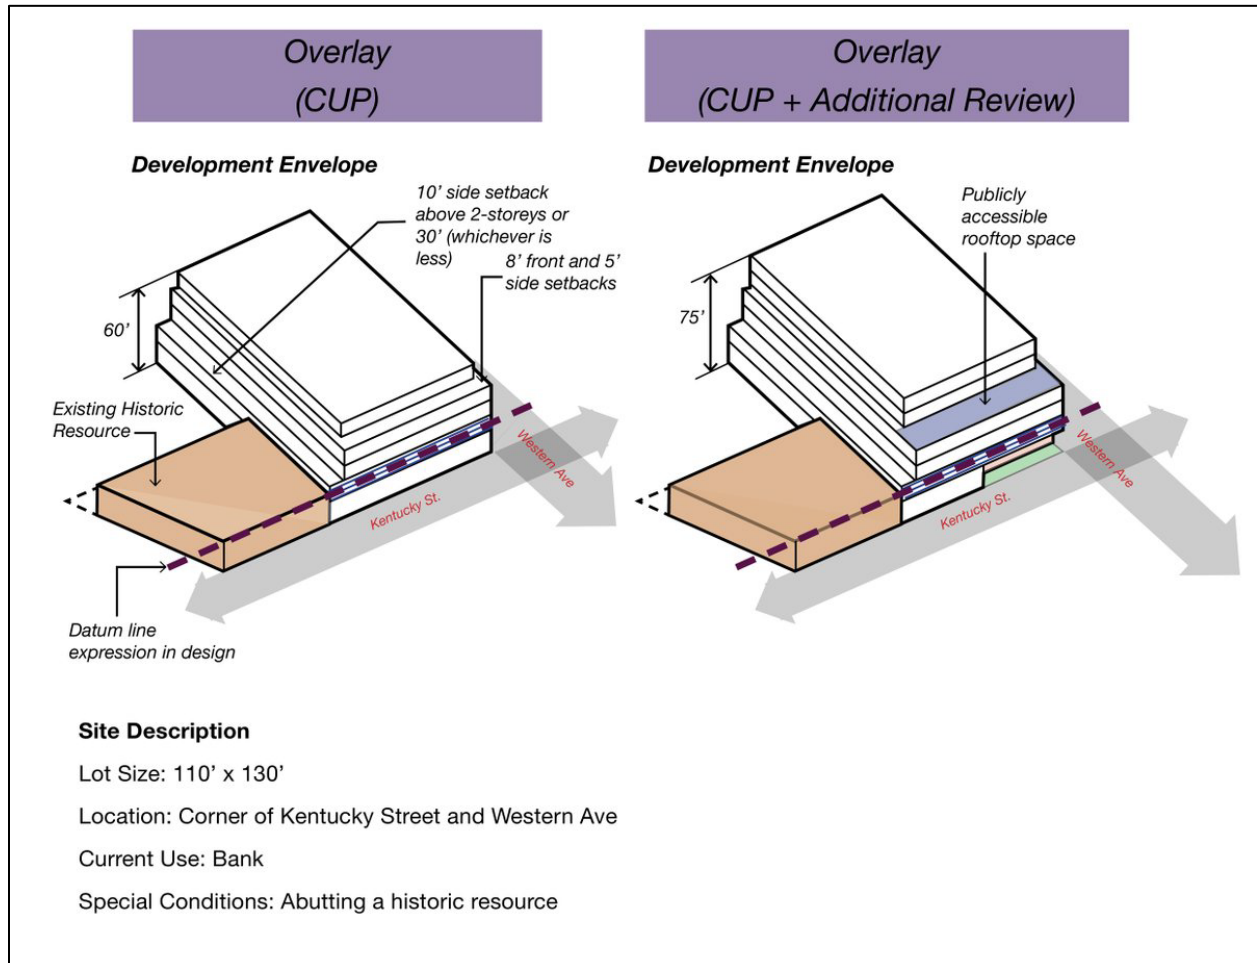 Overlay
(CUP)
Overlay
(CUP + Additional Review)
Development Envelope
10’ side setback
above 2-storeys or
30’ (whichever is
less)
8’ front and 5’
side setbacks
60’
Existing Historic
Resource
Western Ave
Kentucky St.
Datum line
expression in design
Development Envelope
Publicly
accessible
rooftop space
75’
Western Ave
Kentucky St.
Site Description
Lot Size: 110’ x 130’
Location: Corner of Kentucky Street and Western Ave
Current Use: Bank
Special Conditions: Abutting a historic resource